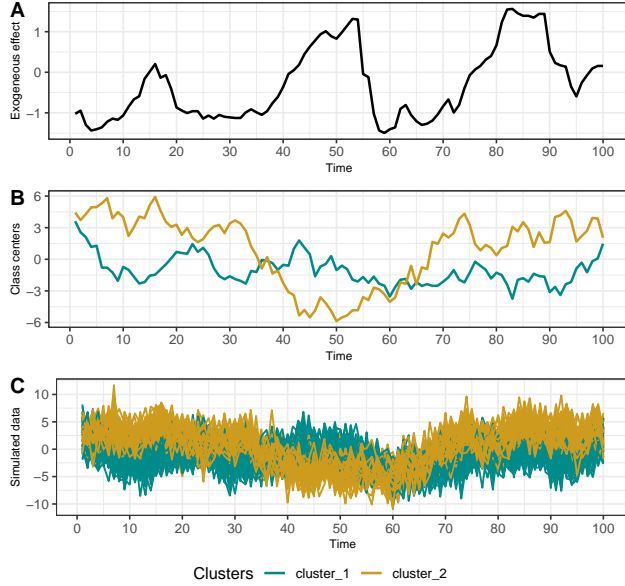 A
Exogeneous effect
1
0
−1
0 10 20 30 40 50 60 70 80 90 100
Time
B
Class centers
6
3
0
−3
−6
0 10 20 30 40 50 60 70 80 90 100
Time
C
Simulated data
10
5
0
−5
−10
0 10 20 30 40 50 60 70 80 90 100
Time
Clusters cluster_1 cluster_2